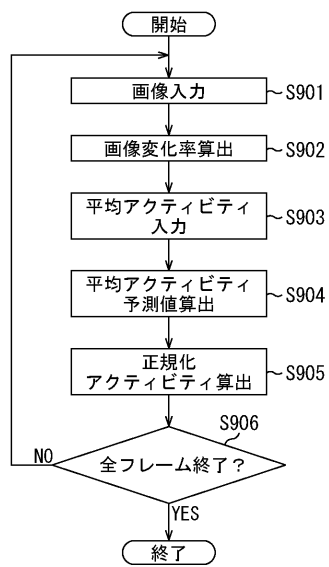 開始
画像入力
S901
画像変化率算出
S902
平均アクティビティ
入力
S903
平均アクティビティ
予測値算出
S904
正規化
アクティビティ算出
S905
S906
全フレーム終了？
NO
YES
終了